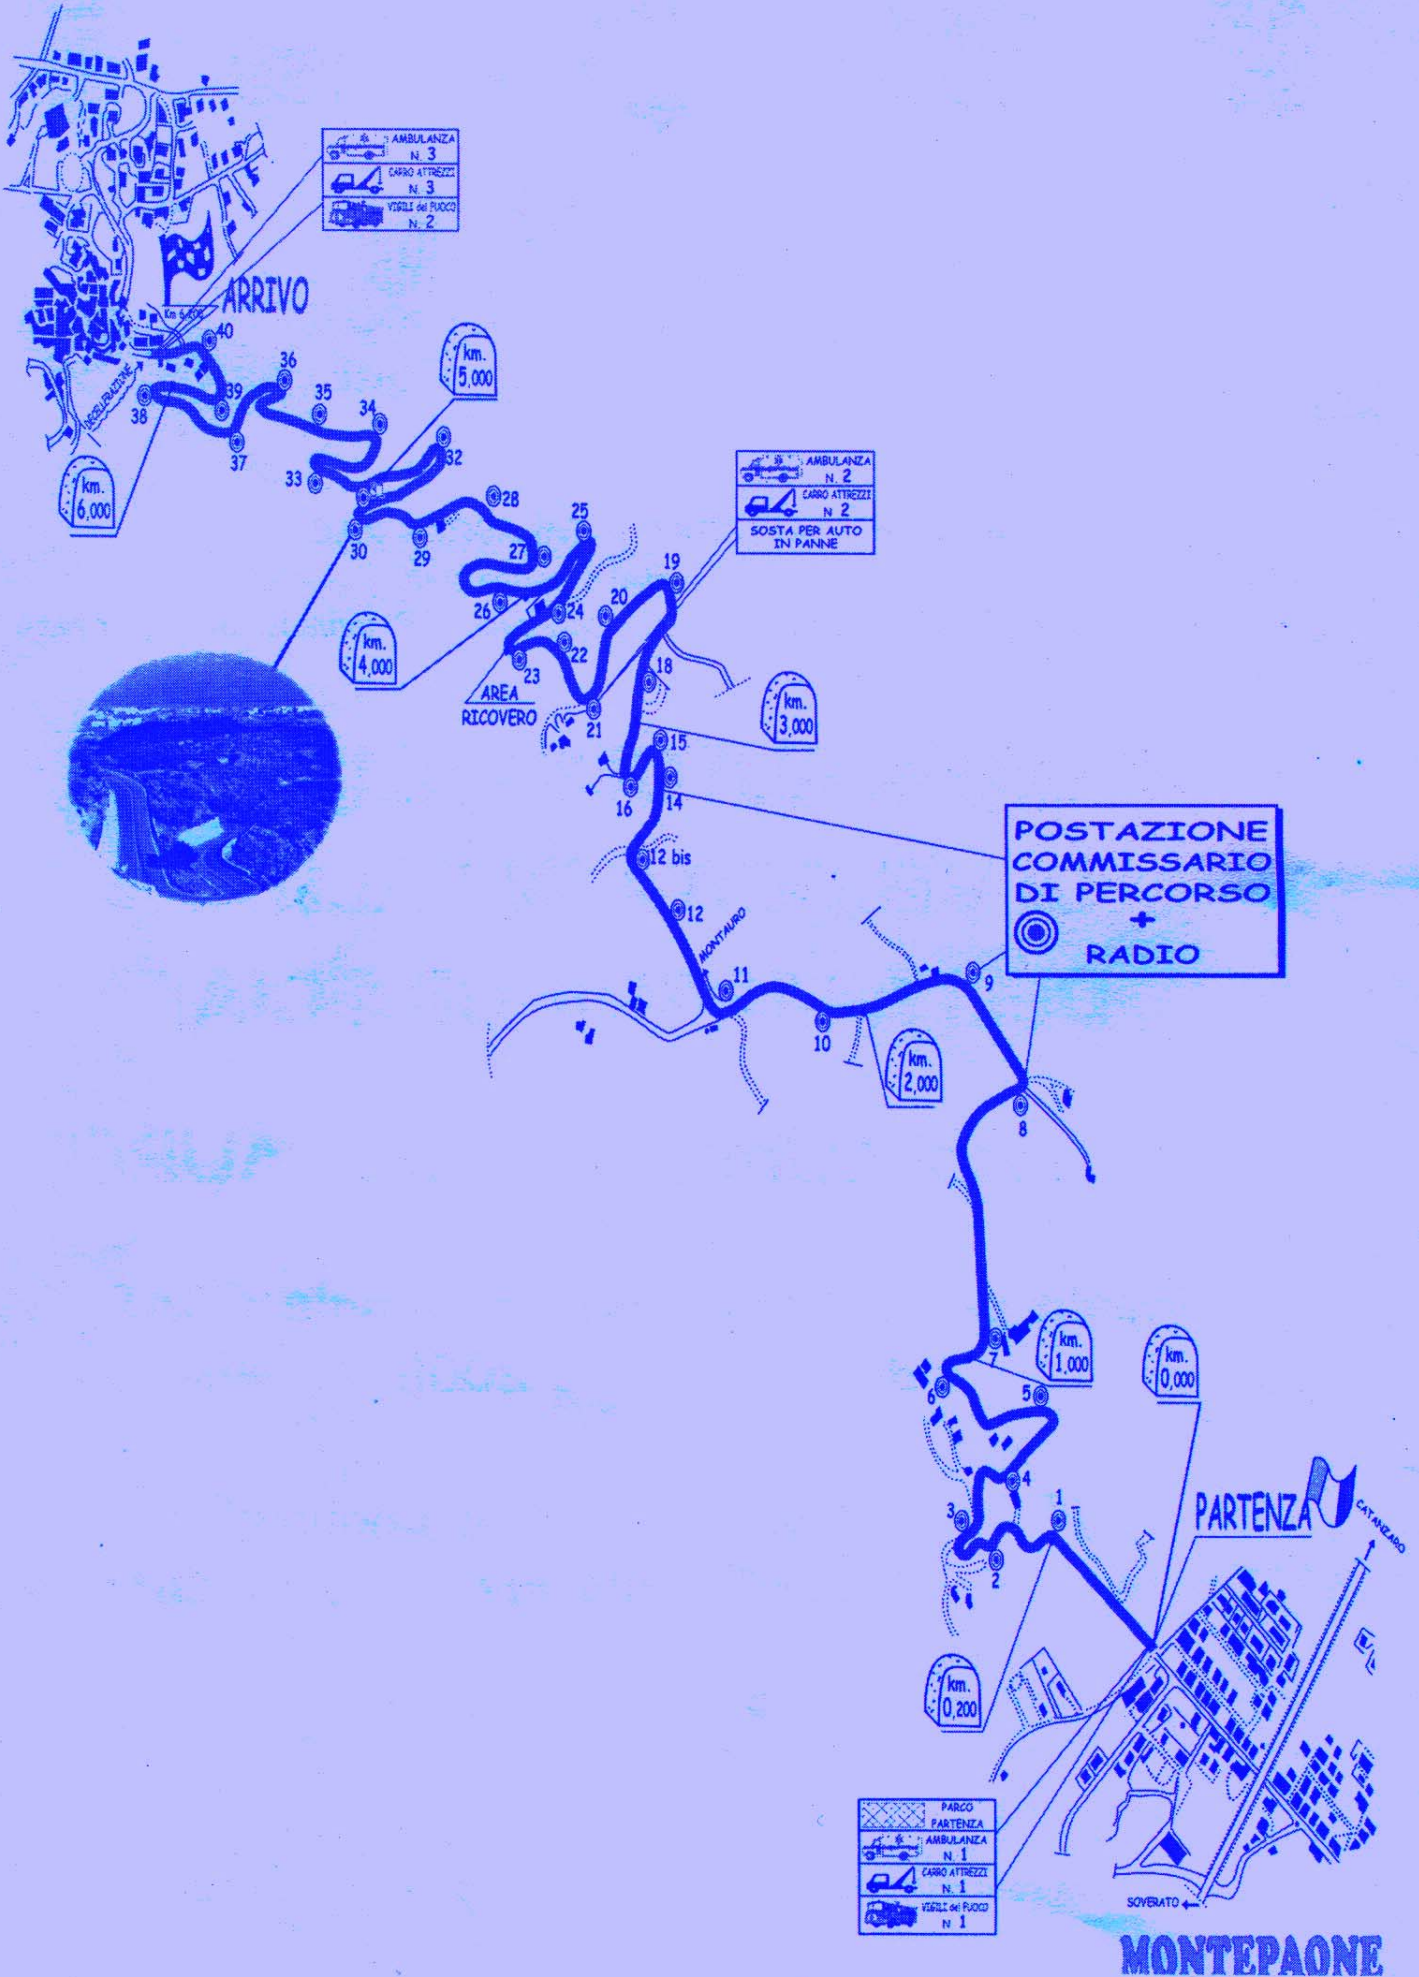 AMBULANZA
N. 3
CARRO ATTREZZI
N. 3
VIGILI del FUOCO
N. 2
ARRIVO
40
km.
5,000
36
39
35
34
38
DECELLERAZIONE
37
32
33
km.
6,000
AMBULANZA
N. 2
CARRO ATTREZZI
N 2
SOSTA PER AUTO
IN PANNE
28
25
30
29
27
19
26
24
20
km.
4,000
22
23
18
AREA
RICOVERO
21
km.
3,000
15
16
14
POSTAZIONE
COMMISSARIO
DI PERCORSO
+
RADIO
12 bis
12
MONTAURO
11
9
10
km.
2,000
8
7
km.
1,000
km.
0,000
6
5
4
3
1
2
PARTENZA
CATANZARO
km.
0,200
PARCO
PARTENZA
AMBULANZA
N. 1
CARRO ATTREZZI
N. 1
VIGILI del FUOCO
N 1
SOVERATO
MONTEPAONE